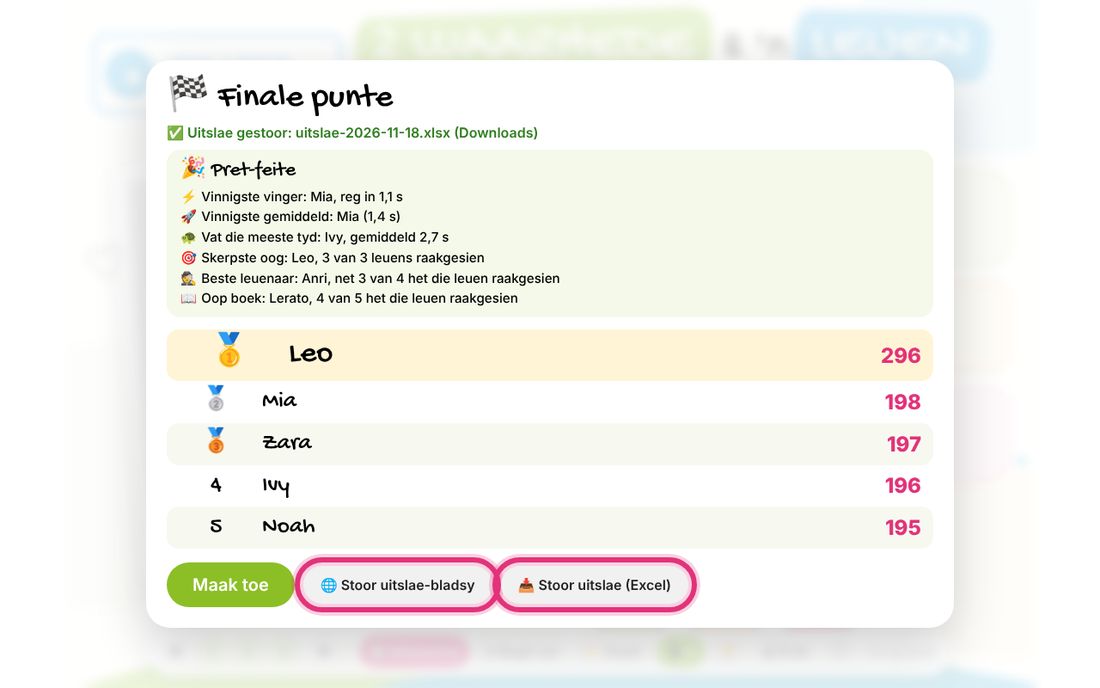 🏁 Finale punte
✅ Uitslae gestoor: uitslae-2026-11-18.xlsx (Downloads)
🎉 Pret-feite
⚡ Vinnigste vinger: Mia, reg in 1,1 s
🚀 Vinnigste gemiddeld: Mia (1,4 s)
🐢 Vat die meeste tyd: Ivy, gemiddeld 2,7 s
🎯 Skerpste oog: Leo, 3 van 3 leuens raakgesien
🕵️ Beste leuenaar: Anri, net 3 van 4 het die leuen raakgesien
📖 Oop boek: Lerato, 4 van 5 het die leuen raakgesien
🥇 Leo 296
🥈 Mia 198
🥉 Zara 197
4 Ivy 196
5 Noah 195
Maak toe 🌐 Stoor uitslae-bladsy 📥 Stoor uitslae (Excel)